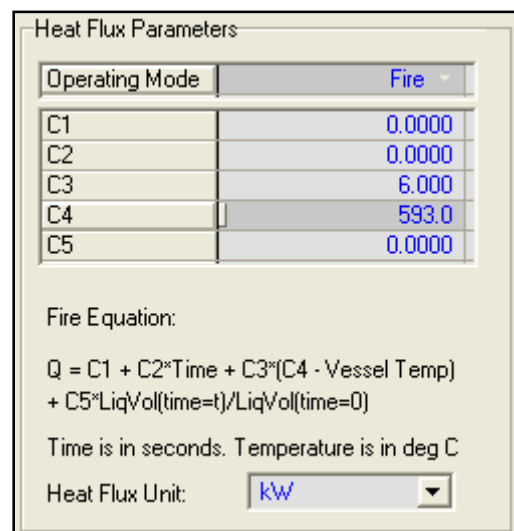 Heat Flux Parameters
Operating Mode Fire
C1 0.0000
C2 0.0000
C3 6.000
C4 593.0
C5 0.0000
Fire Equation:
Q = C1 + C2*Time + C3*(C4 - Vessel Temp)
+ C5*LiqVol(time=t)/LiqVol(time=0)
Time is in seconds. Temperature is in deg C
Heat Flux Unit: kW